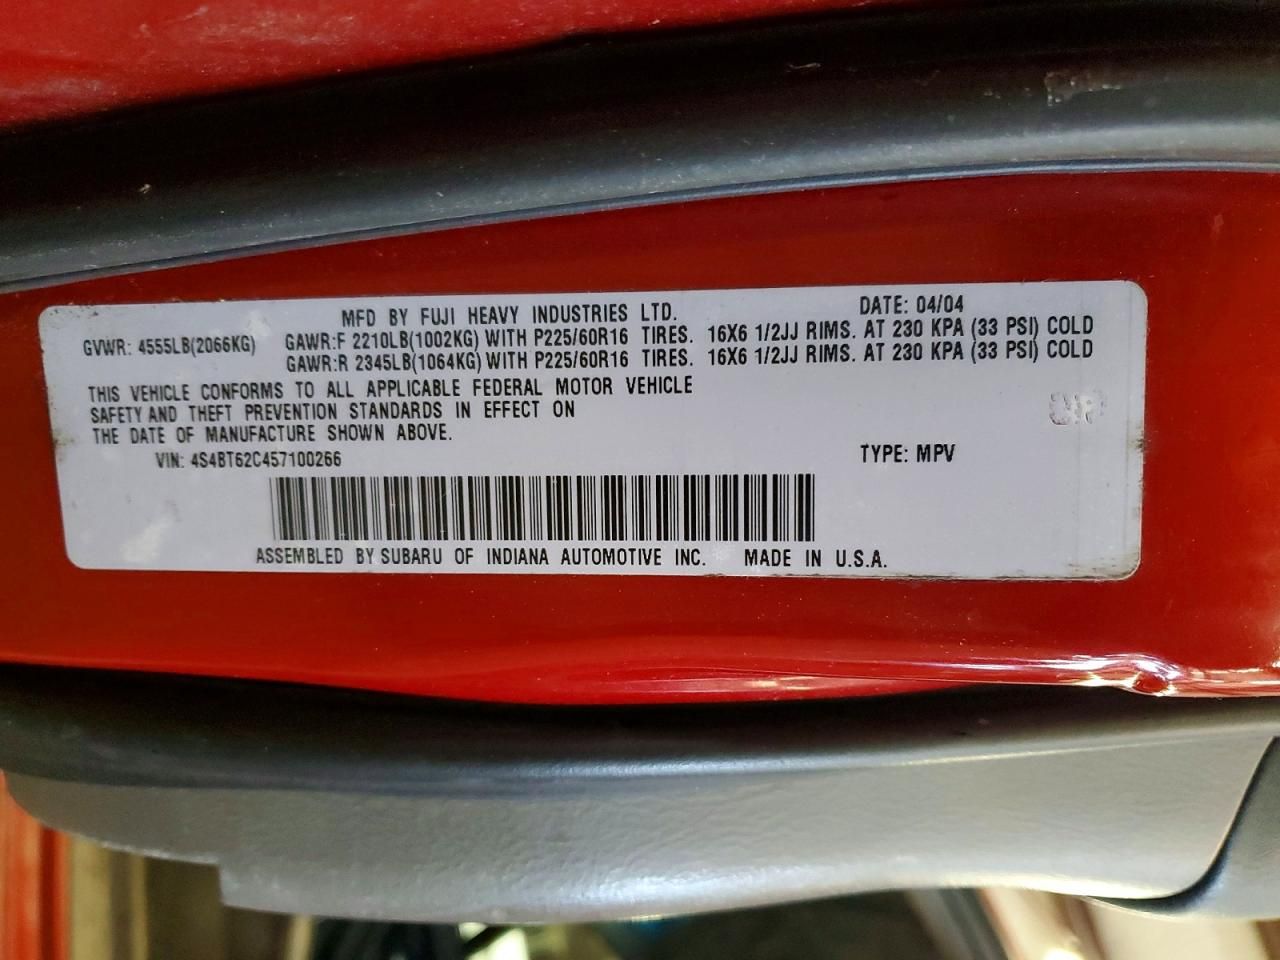 MFD BY FUJI HEAVY INDUSTRIES LTD. DATE: 04/04
GVWR: 4555LB(2066KG) GAWR:F 2210LB(1002KG) WITH P225/60R16 TIRES. 16X6 1/2JJ RIMS. AT 230 KPA (33 PSI) COLD
GAWR:R 2345LB(1064KG) WITH P225/60R16 TIRES. 16X6 1/2JJ RIMS. AT 230 KPA (33 PSI) COLD
THIS VEHICLE CONFORMS TO ALL APPLICABLE FEDERAL MOTOR VEHICLE
SAFETY AND THEFT PREVENTION STANDARDS IN EFFECT ON
THE DATE OF MANUFACTURE SHOWN ABOVE.
VIN: 4S4BT62C457100266 TYPE: MPV
ASSEMBLED BY SUBARU OF INDIANA AUTOMOTIVE INC. MADE IN U.S.A.